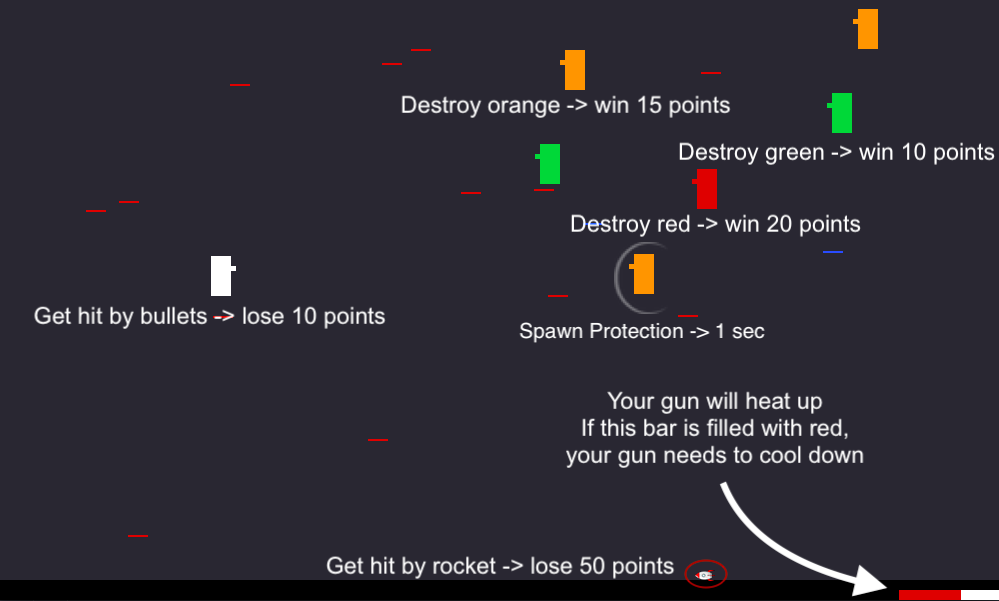 Destroy orange -> win 15 points
Destroy green -> win 10 points
Destroy red -> win 20 points
Get hit by bullets -> lose 10 points
Spawn Protection -> 1 sec
Your gun will heat up
If this bar is filled with red,
your gun needs to cool down
Get hit by rocket -> lose 50 points